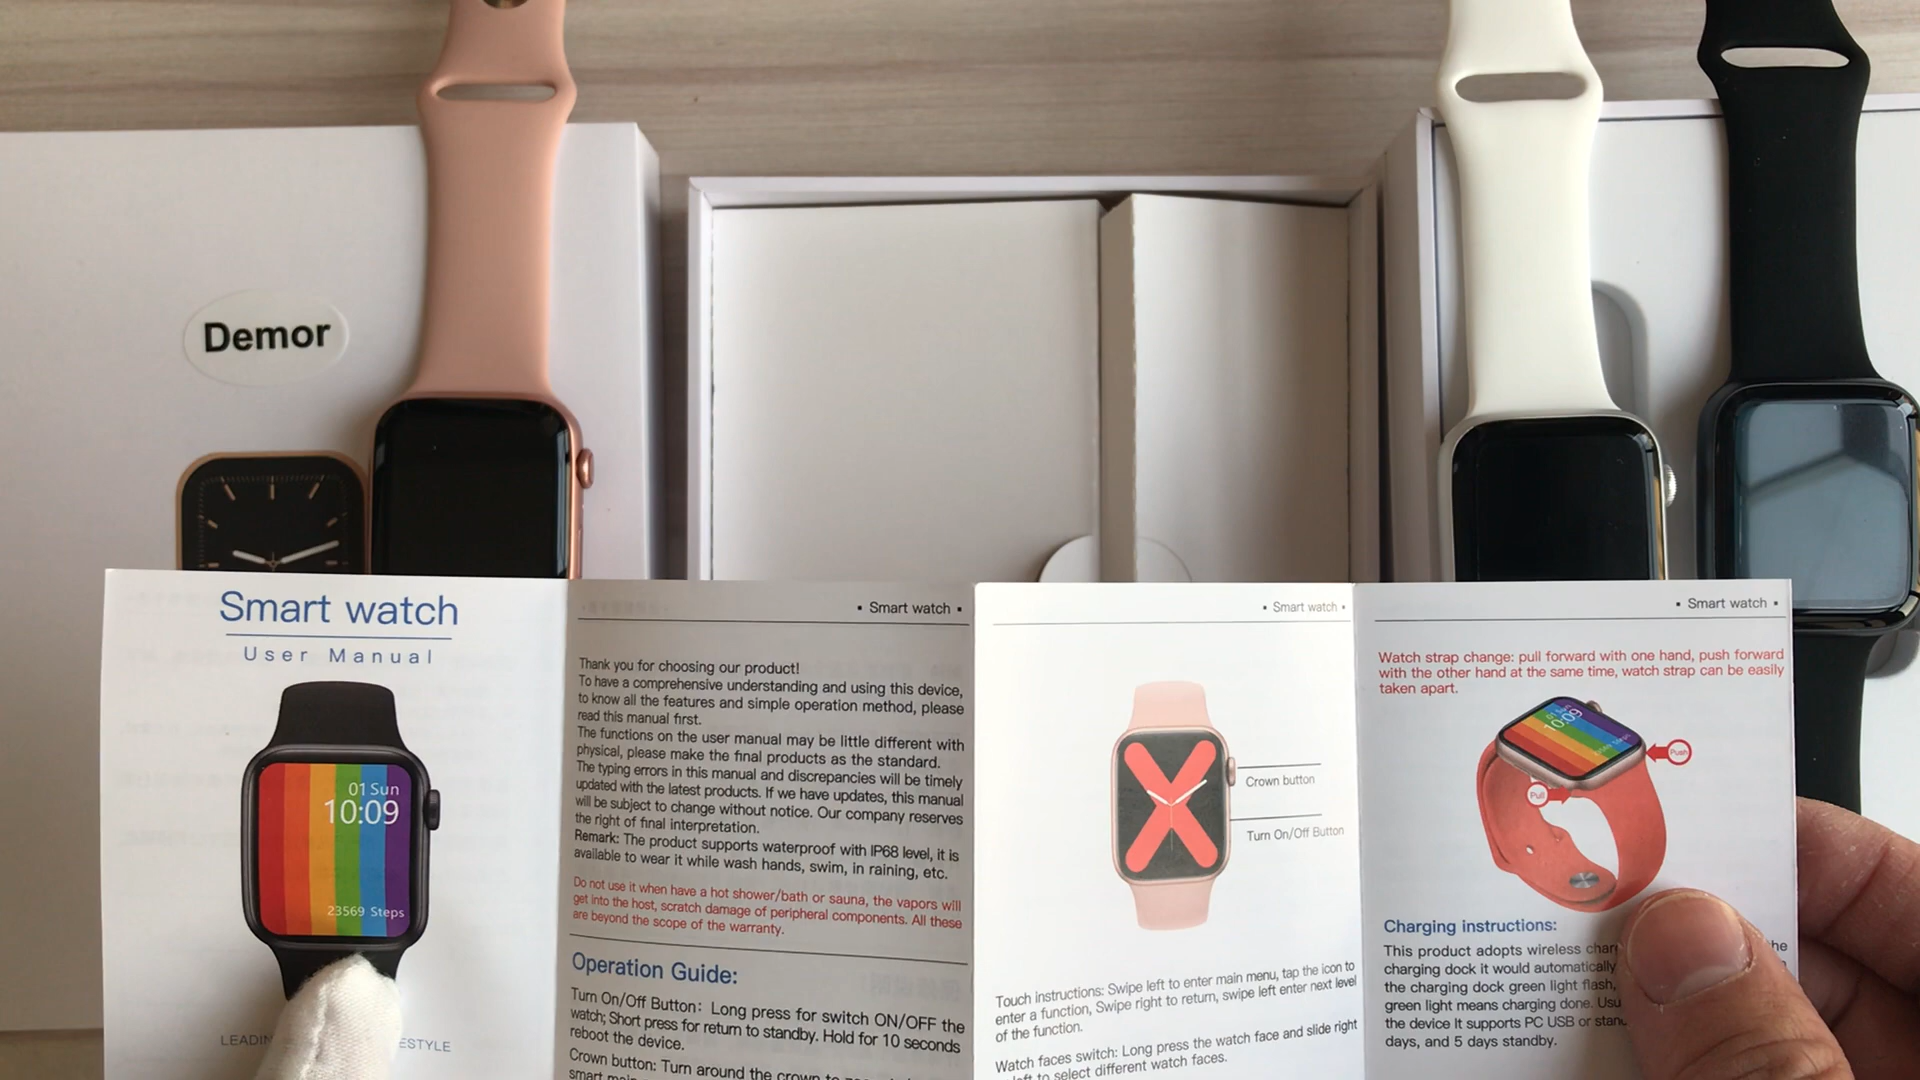 Demor
Smart watch
User Manual
01 Sun
10:09
23569 Steps
LEADIN
ESTYLE
▪ Smart watch ▪
Thank you for choosing our product!
To have a comprehensive understanding and using this device,
to know all the features and simple operation method, please
read this manual first.
The functions on the user manual may be little different with
physical, please make the final products as the standard.
The typing errors in this manual and discrepancies will be timely
updated with the latest products. If we have updates, this manual
will be subject to change without notice. Our company reserves
the right of final interpretation.
Remark: The product supports waterproof with IP68 level, it is
available to wear it while wash hands, swim, in raining, etc.
Do not use it when have a hot shower/bath or sauna, the vapors will
get into the host, scratch damage of peripheral components. All these
are beyond the scope of the warranty.
Operation Guide:
Turn On/Off Button: Long press for switch ON/OFF the
watch; Short press for return to standby. Hold for 10 seconds
reboot the device.
Crown button: Turn around the crown to
smart
▪ Smart watch ▪
Crown button
Turn On/Off Button
Touch instructions: Swipe left to enter main menu, tap the icon to
enter a function, Swipe right to return, swipe left enter next level
of the function.
Watch faces switch: Long press the watch face and slide right
left to select different watch faces.
▪ Smart watch ▪
Watch strap change: pull forward with one hand, push forward
with the other hand at the same time, watch strap can be easily
taken apart.
01 Sun
10:09
Push
Pull
Charging instructions:
This product adopts wireless char he
charging dock it would automatically
the charging dock green light flash,
green light means charging done. Usu
the device It supports PC USB or stan
days, and 5 days standby.